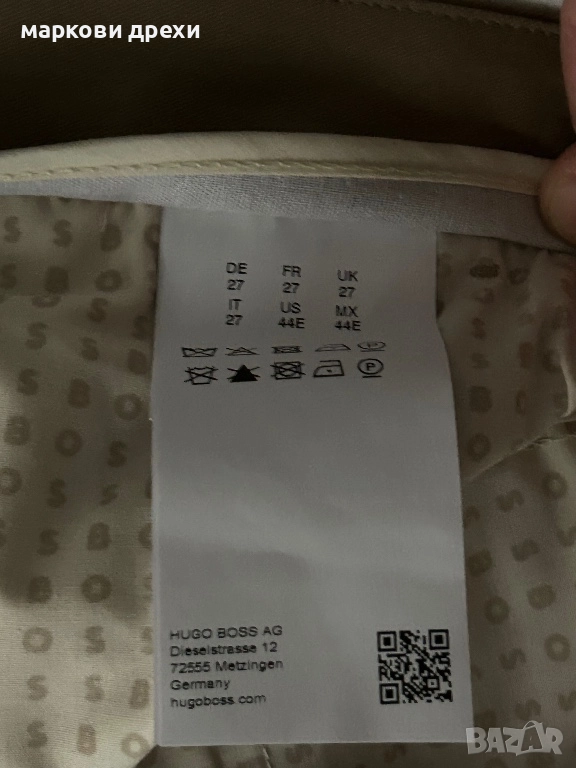 маркови дрехи
DE FR UK
27 27 27
IT US MX
27 44E 44E
P
P
S S B O S S
S B O
B O S
O S
S S B
S B O
HUGO BOSS AG
Dieselstrasse 12
72555 Metzingen
Germany
hugoboss.com
BAZAR